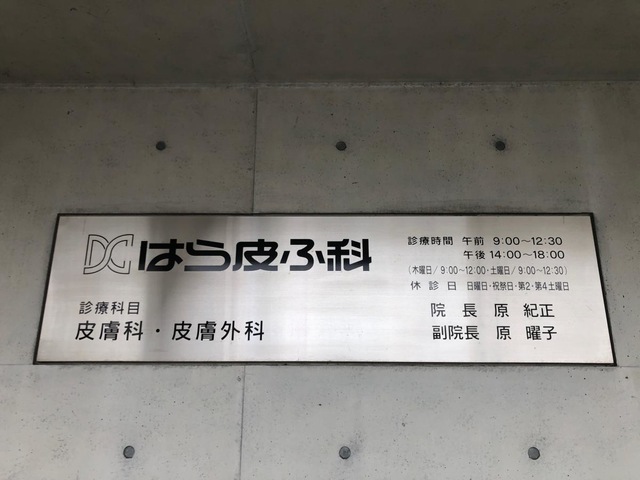 DC はら皮ふ科
診療科目
皮膚科・皮膚外科
診療時間 午前 9:00～12:30
午後 14:00～18:00
(木曜日/9:00～12:00・土曜日/9:00～12:30)
休診日 日曜日・祝祭日・第2・第4土曜日
院長 原 紀正
副院長 原 曜子